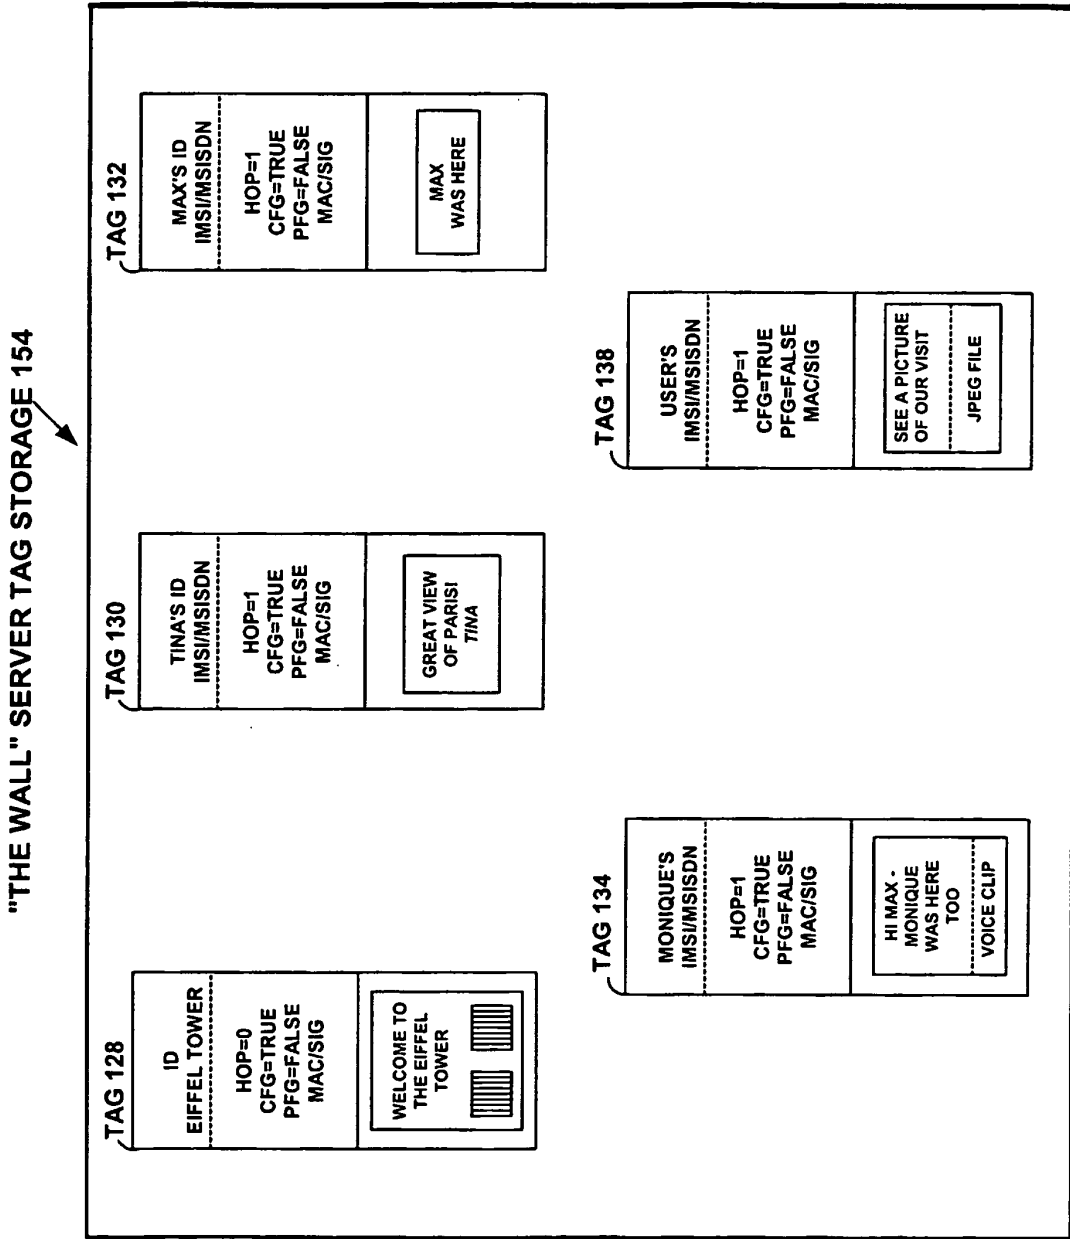 "THE WALL" SERVER TAG STORAGE 154
TAG 128
ID
EIFFEL TOWER
HOP=0
CFG=TRUE
PFG=FALSE
MAC/SIG
WELCOME TO
THE EIFFEL
TOWER
TAG 130
TINA'S ID
IMSI/MSISDN
HOP=1
CFG=TRUE
PFG=FALSE
MAC/SIG
GREAT VIEW
OF PARIS!
TINA
TAG 132
MAX'S ID
IMSI/MSISDN
HOP=1
CFG=TRUE
PFG=FALSE
MAC/SIG
MAX
WAS HERE
TAG 134
MONIQUE'S
IMSI/MSISDN
HOP=1
CFG=TRUE
PFG=FALSE
MAC/SIG
HI MAX -
MONIQUE
WAS HERE
TOO
VOICE CLIP
TAG 138
USER'S
IMSI/MSISDN
HOP=1
CFG=TRUE
PFG=FALSE
MAC/SIG
SEE A PICTURE
OF OUR VISIT
JPEG FILE